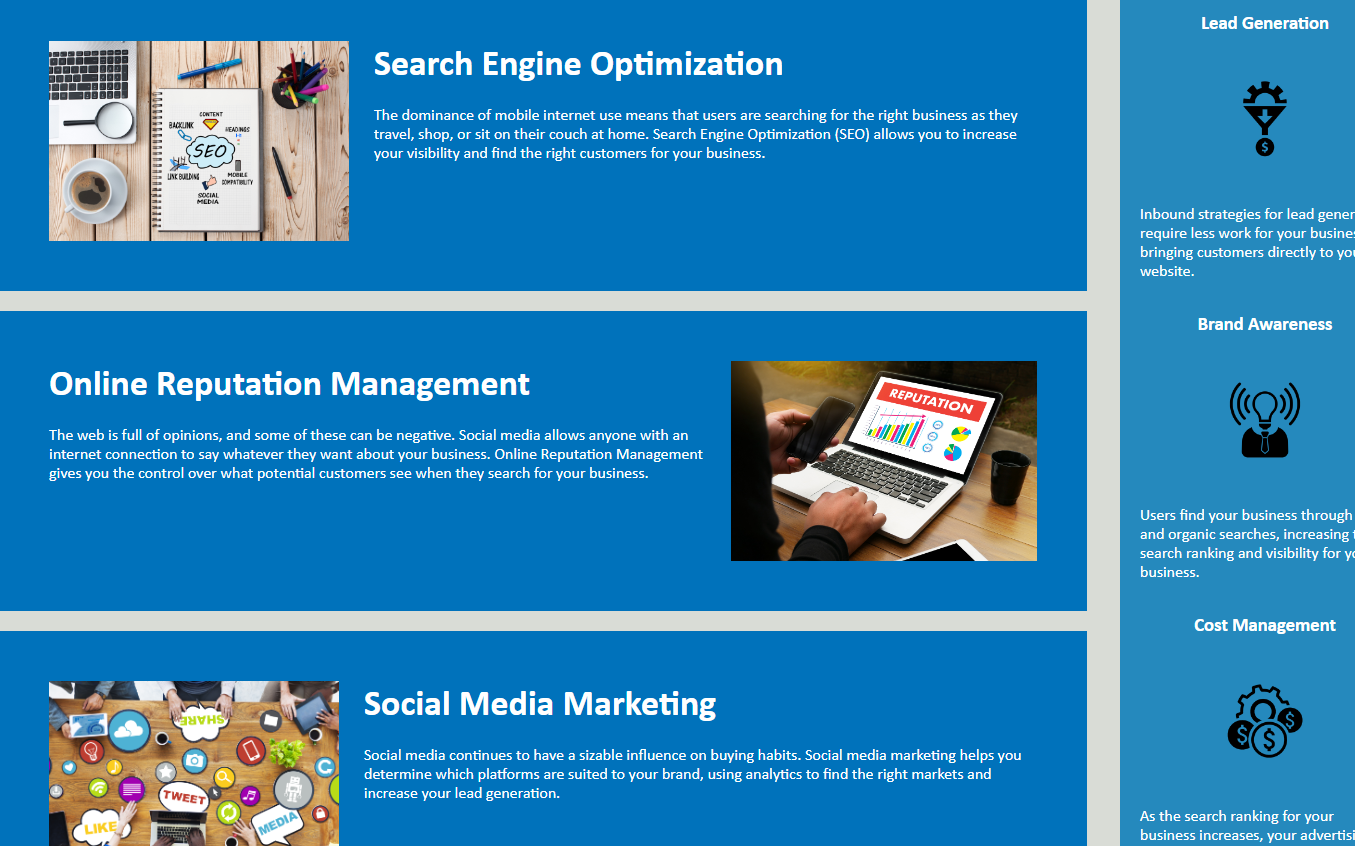 Search Engine Optimization
The dominance of mobile internet use means that users are searching for the right business as they
travel, shop, or sit on their couch at home. Search Engine Optimization (SEO) allows you to increase
your visibility and find the right customers for your business.
CONTENT
BACKLINK
HEADINGS
SEO
LINK BUILDING
MOBILE
COMPATIBILITY
SOCIAL
MEDIA
Online Reputation Management
The web is full of opinions, and some of these can be negative. Social media allows anyone with an
internet connection to say whatever they want about your business. Online Reputation Management
gives you the control over what potential customers see when they search for your business.
REPUTATION
Social Media Marketing
Social media continues to have a sizable influence on buying habits. Social media marketing helps you
determine which platforms are suited to your brand, using analytics to find the right markets and
increase your lead generation.
SHARE
TWEET
LIKE
MEDIA
Lead Generation
$
Inbound strategies for lead gener
require less work for your busines
bringing customers directly to you
website.
Brand Awareness
Users find your business through
and organic searches, increasing t
search ranking and visibility for yo
business.
Cost Management
$ $ $
As the search ranking for your
business increases, your advertisi